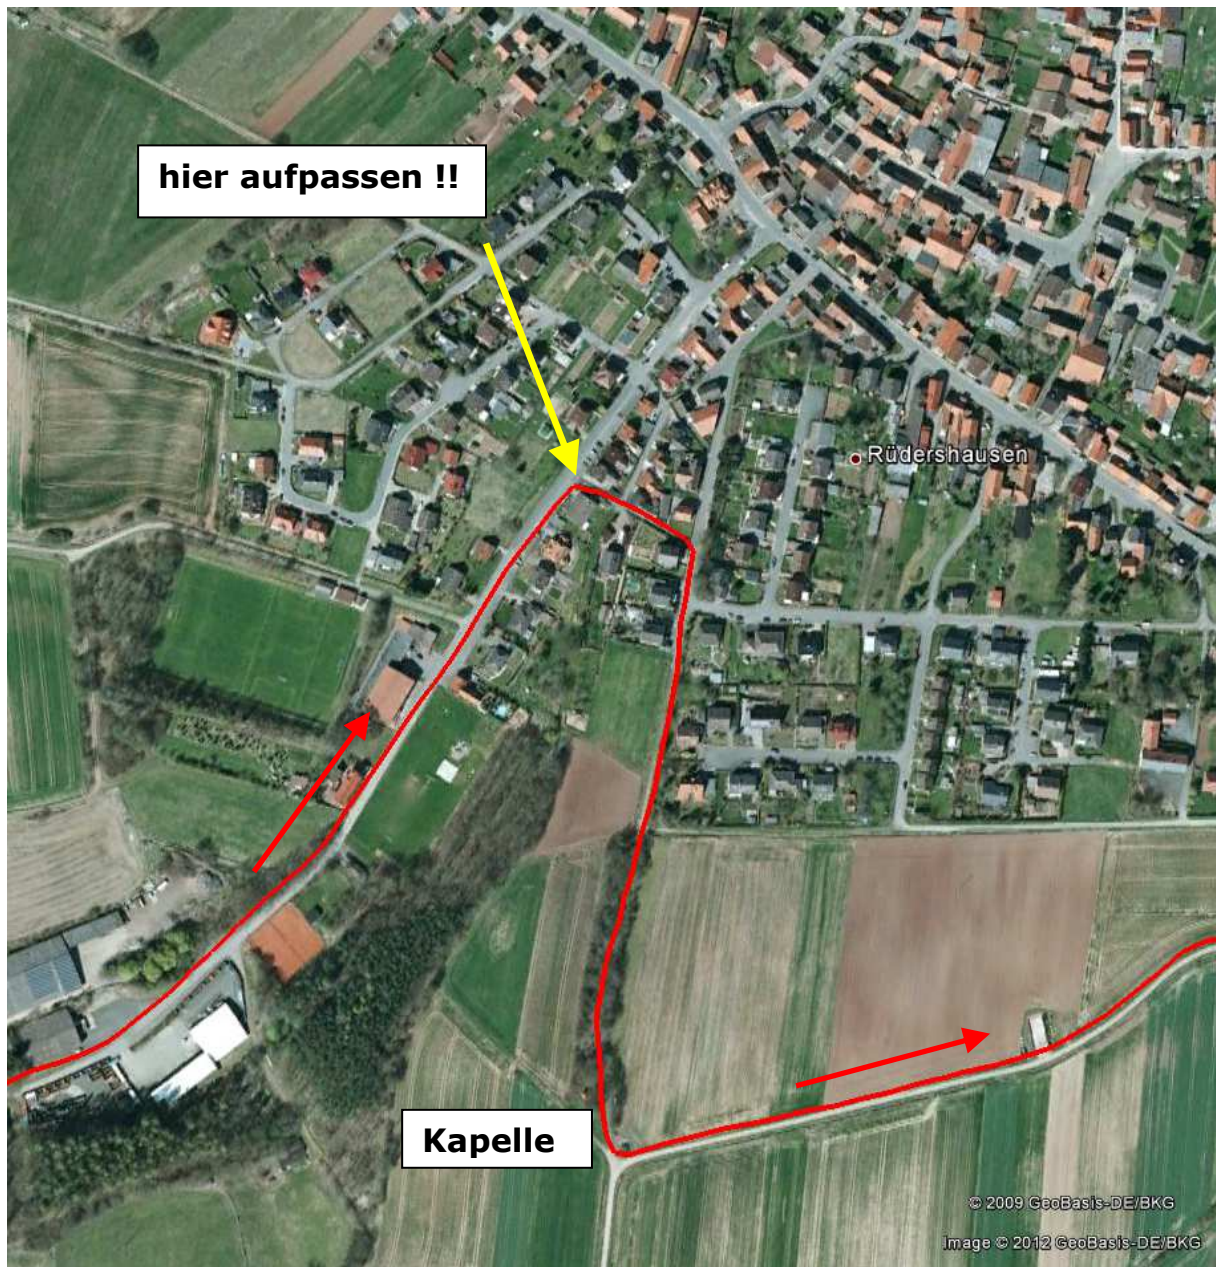 hier aufpassen !!
Rüdershausen
Kapelle
© 2009 GeoBasis-DE/BKG
Image © 2012 GeoBasis-DE/BKG